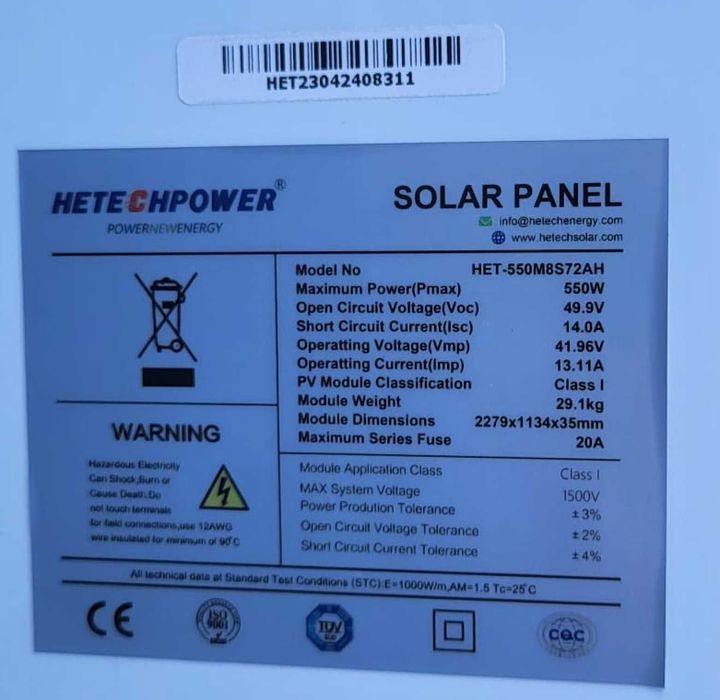 HET23042408311
HETECHPOWER®
POWERNEWENERGY
SOLAR PANEL
info@hetechenergy.com
www.hetechsolar.com
Model No HET-550M8S72AH
Maximum Power(Pmax) 550W
Open Circuit Voltage(Voc) 49.9V
Short Circuit Current(Isc) 14.0A
Operatting Voltage(Vmp) 41.96V
Operatting Current(Imp) 13.11A
PV Module Classification Class I
Module Weight 29.1kg
Module Dimensions 2279x1134x35mm
Maximum Series Fuse 20A
WARNING
Hazardous Electricity
Can Shock,Burn or
Cause Death.Do
not touch terminals
for field connections,use 12AWG
wire insulated for minimum of 90°C
Module Application Class Class I
MAX System Voltage 1500V
Power Prodution Tolerance ±3%
Open Circuit Voltage Tolerance ±2%
Short Circuit Current Tolerance ±4%
All technical data at Standard Test Conditions (STC):E=1000W/m,AM=1.5 Tc=25°C
CE
ISO
9001
TÜV
CQC